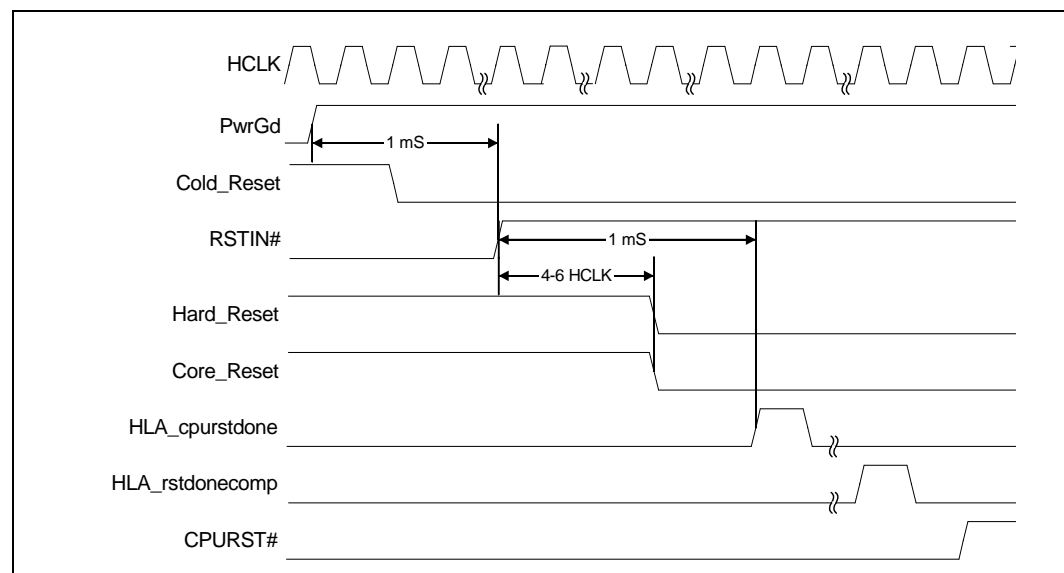 HCLK
PwrGd
1 mS
Cold_Reset
RSTIN#
1 mS
4-6 HCLK
Hard_Reset
Core_Reset
HLA_cpurstdone
HLA_rstdonecomp
CPURST#